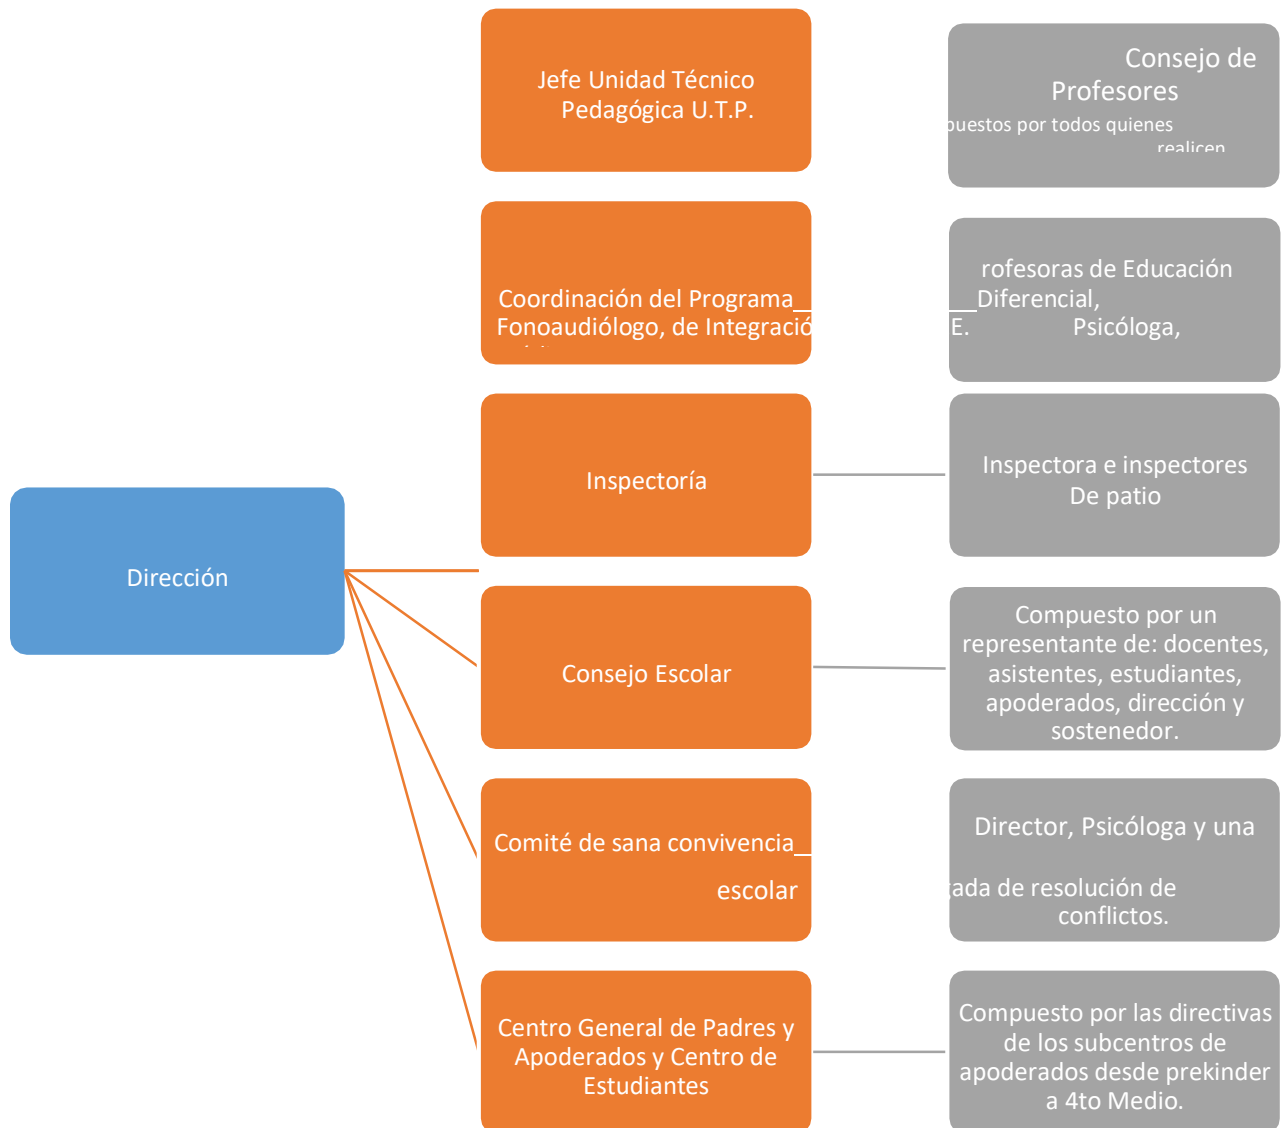 Jefe Unidad Técnico
Pedagógica U.T.P.
Consejo de
Profesores
por todos quienes
realicen
Coordinación del Programa
Fonoaudiólogo, de Integració
rofesoras de Educación
Diferencial,
E. Psicóloga,
Inspectoría
Inspectora e inspectores
De patio
Dirección
Consejo Escolar
Compuesto por un
representante de: docentes,
asistentes, estudiantes,
apoderados, dirección y
sostenedor.
Comité de sana convivencia
escolar
Director, Psicóloga y una
gada de resolución de
conflictos.
Centro General de Padres y
Apoderados y Centro de
Estudiantes
Compuesto por las directivas
de los subcentros de
apoderados desde prekinder
a 4to Medio.